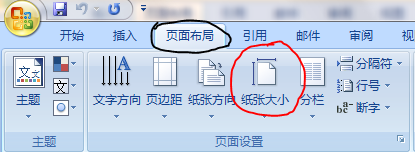 开始 插入 页面布局 引用 邮件 审阅
主题 文字方向 页边距 纸张方向 纸张大小 分栏 分隔符
行号
断字
主题 页面设置